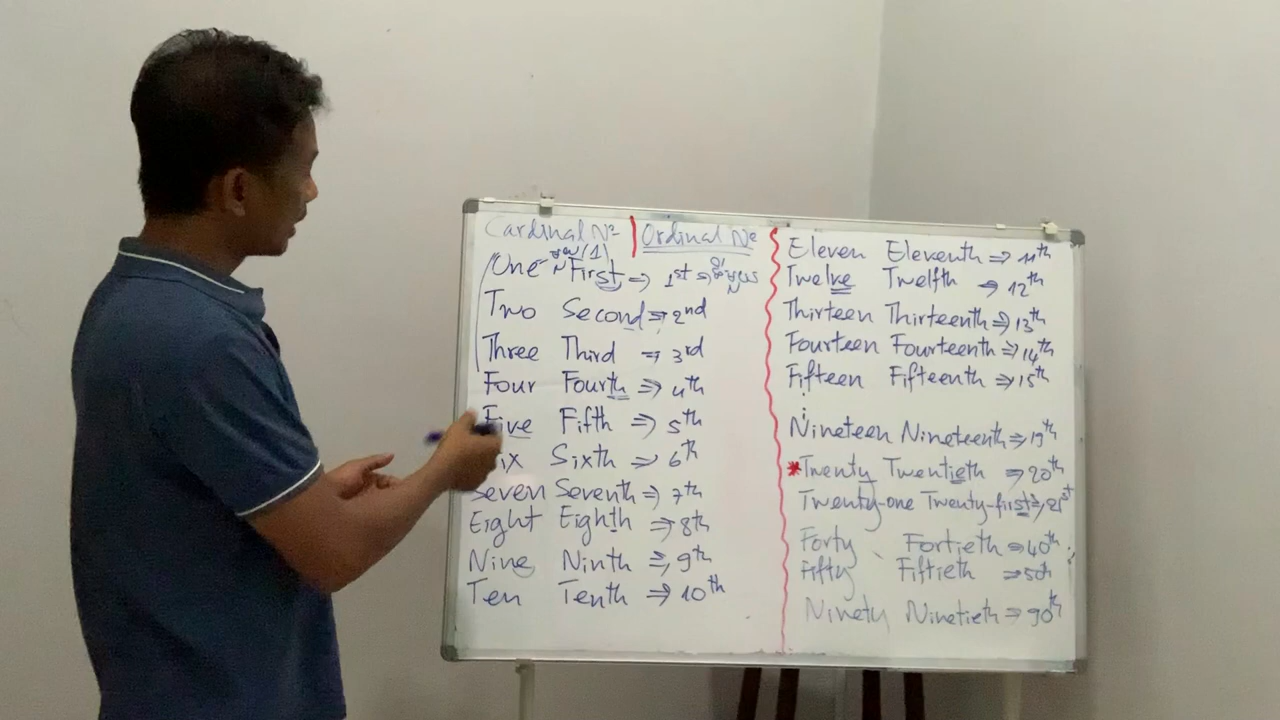 Cardinal Nº Ordinal Nº
One First ⇒ 1st ⇒
Two Second ⇒ 2nd
Three Third ⇒ 3rd
Four Fourth ⇒ 4th
Five Fifth ⇒ 5th
Six Sixth ⇒ 6th
Seven Seventh ⇒ 7th
Eight Eighth ⇒ 8th
Nine Ninth ⇒ 9th
Ten Tenth ⇒ 10th
Eleven Eleventh ⇒ 11th
Twelve Twelfth ⇒ 12th
Thirteen Thirteenth ⇒ 13th
Fourteen Fourteenth ⇒ 14th
Fifteen Fifteenth ⇒ 15th
Nineteen Nineteenth ⇒ 19th
*Twenty Twentieth ⇒ 20th
Twenty-one Twenty-first ⇒ 21st
Forty Fortieth ⇒ 40th
Fifty Fiftieth ⇒ 50th
Ninety Ninetieth ⇒ 90th